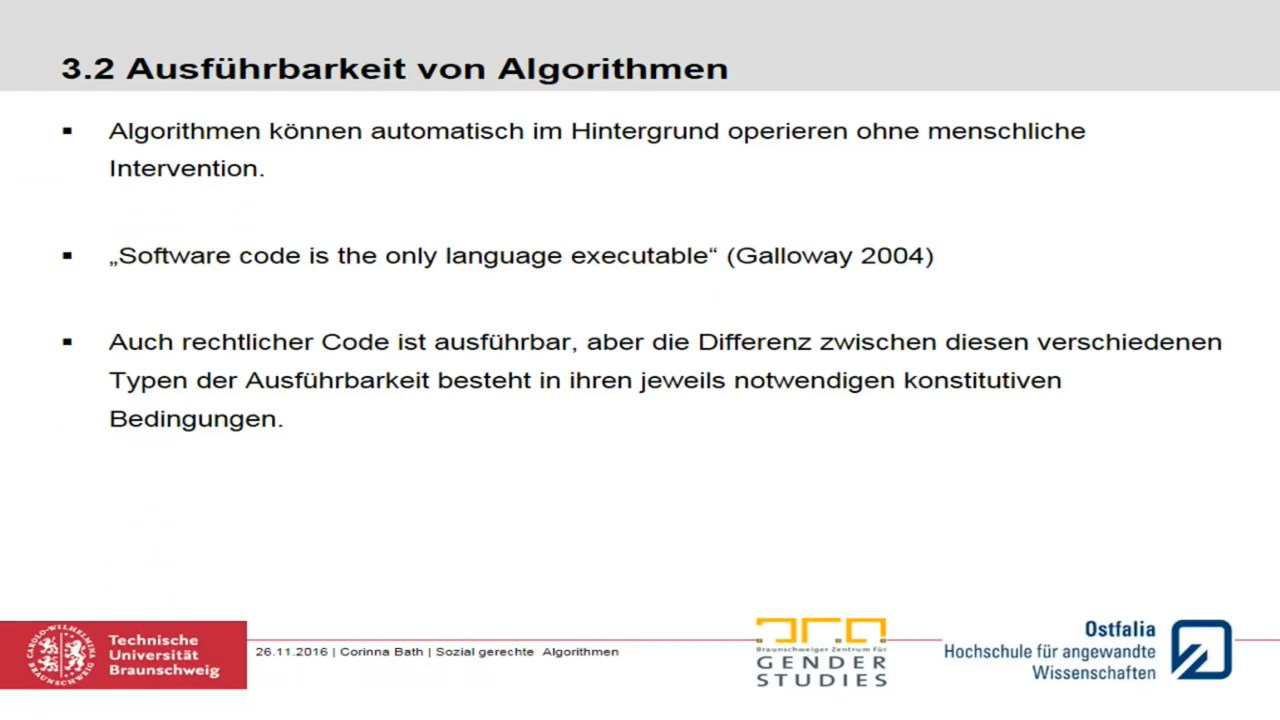 3.2 Ausführbarkeit von Algorithmen
▪ Algorithmen können automatisch im Hintergrund operieren ohne menschliche
Intervention.
▪ „Software code is the only language executable“ (Galloway 2004)
▪ Auch rechtlicher Code ist ausführbar, aber die Differenz zwischen diesen verschiedenen
Typen der Ausführbarkeit besteht in ihren jeweils notwendigen konstitutiven
Bedingungen.
CAROLO-WILHELMINA
BRAUNSCHWEIG
Technische
Universität
Braunschweig
26.11.2016 | Corinna Bath | Sozial gerechte Algorithmen
Braunschweiger Zentrum für
GENDER
STUDIES
Ostfalia
Hochschule für angewandte
Wissenschaften